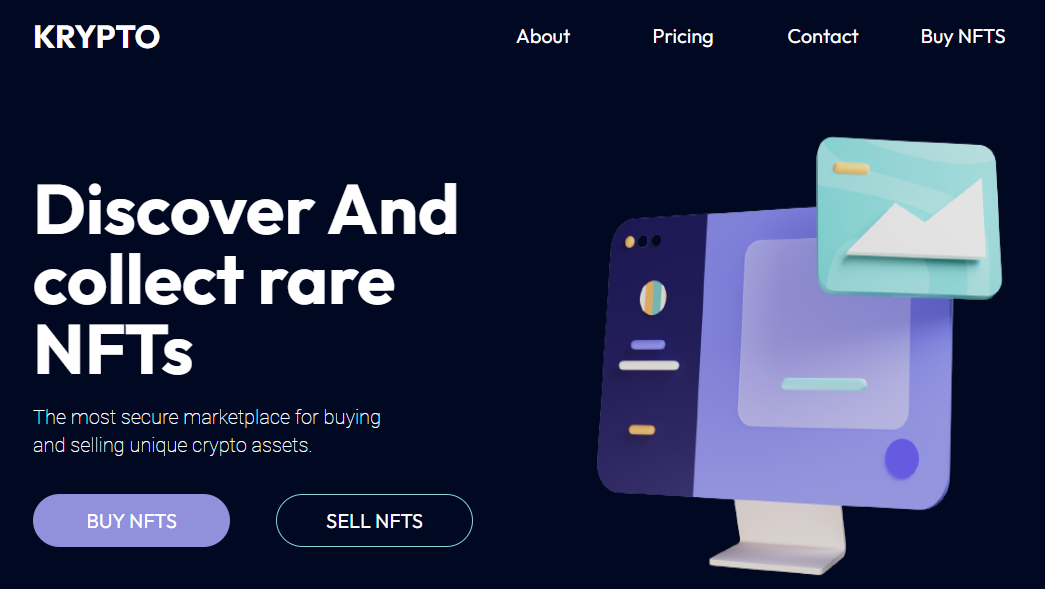 KRYPTO
About
Pricing
Contact
Buy NFTS
Discover And
collect rare
NFTs
The most secure marketplace for buying
and selling unique crypto assets.
BUY NFTS
SELL NFTS